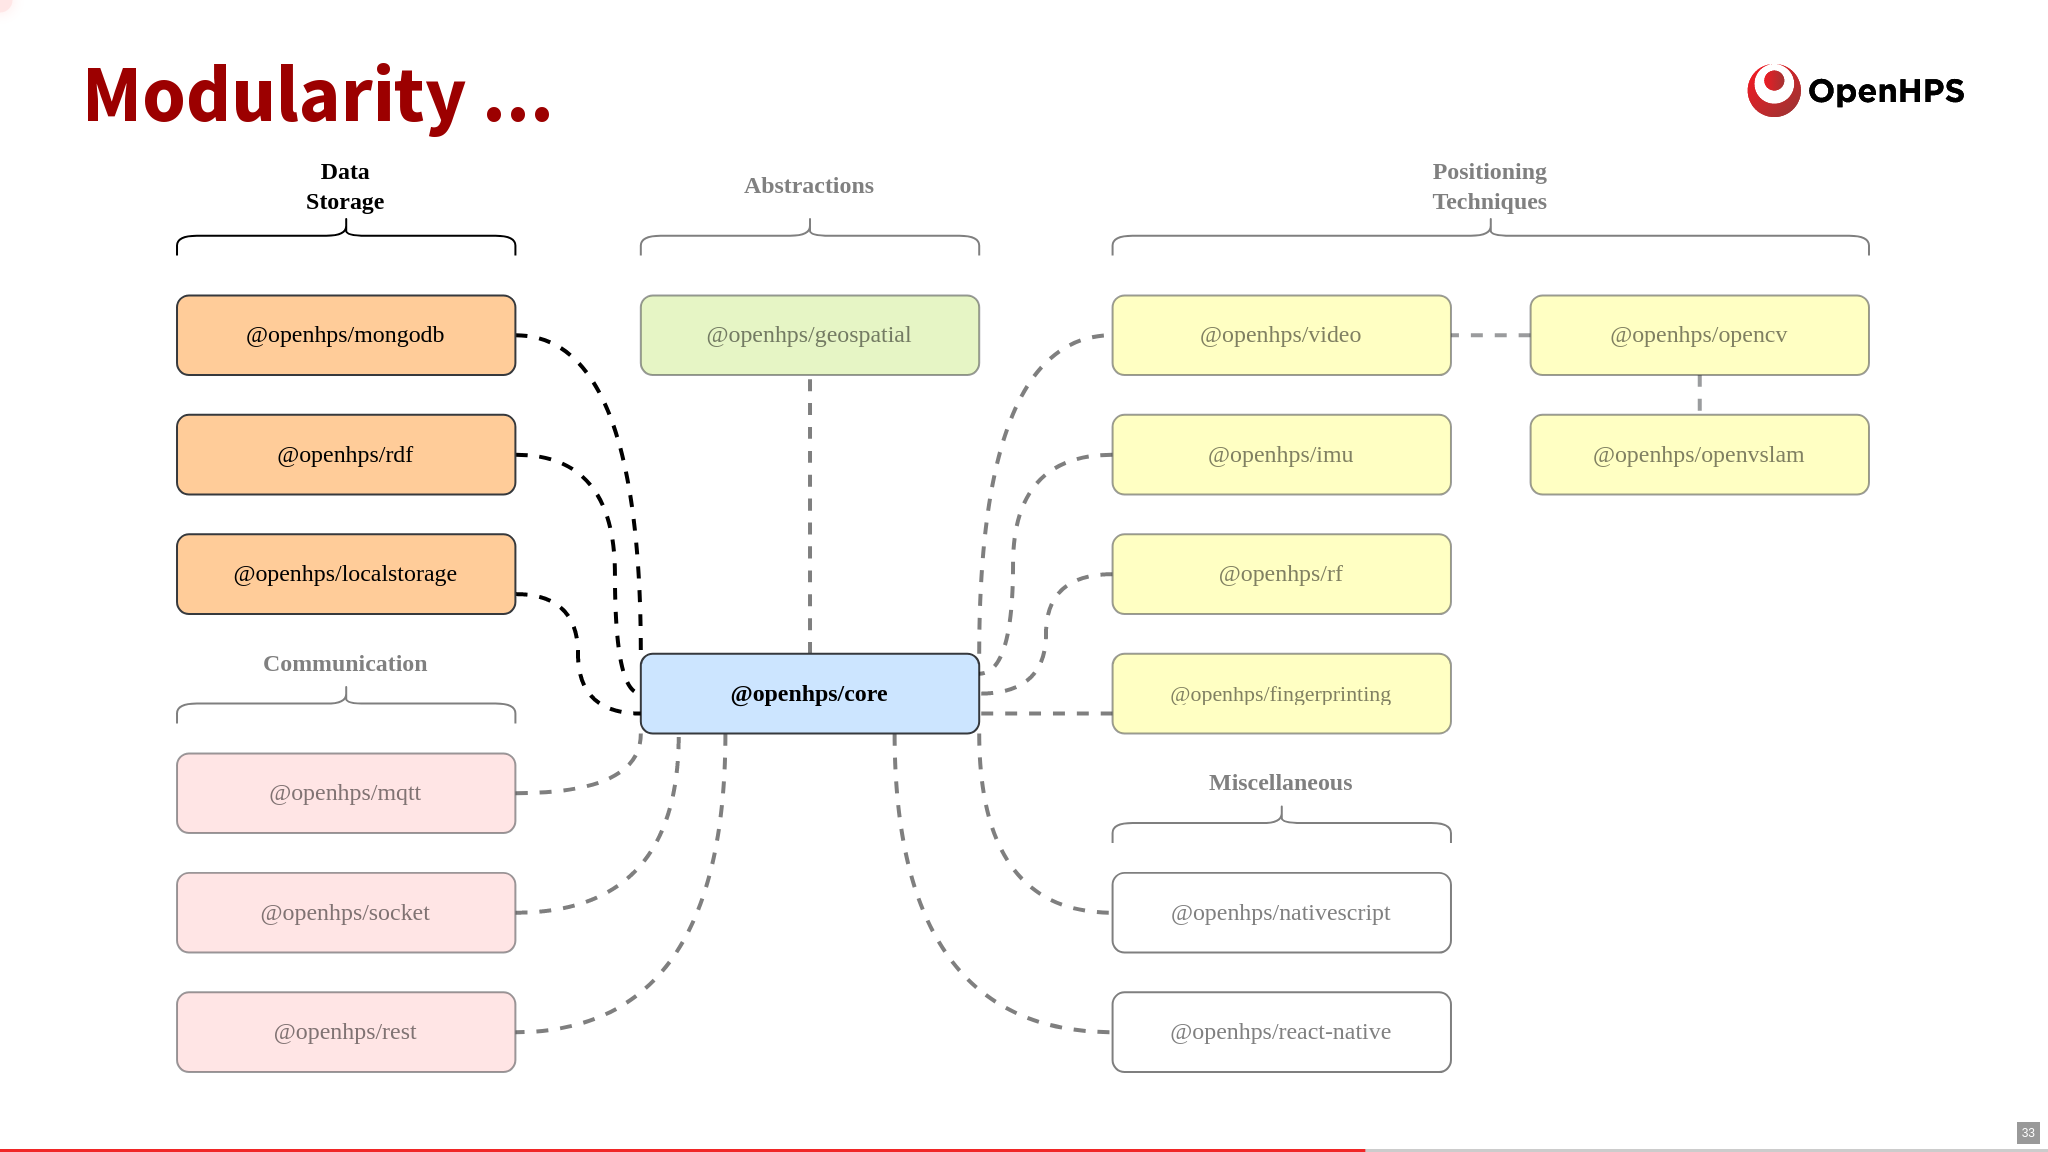 Modularity ...
OpenHPS
Data
Storage
Abstractions
Positioning
Techniques
@openhps/mongodb
@openhps/geospatial
@openhps/video
@openhps/opencv
@openhps/rdf
@openhps/imu
@openhps/openvslam
@openhps/localstorage
@openhps/rf
Communication
@openhps/core
@openhps/fingerprinting
@openhps/mqtt
Miscellaneous
@openhps/socket
@openhps/nativescript
@openhps/rest
@openhps/react-native
33